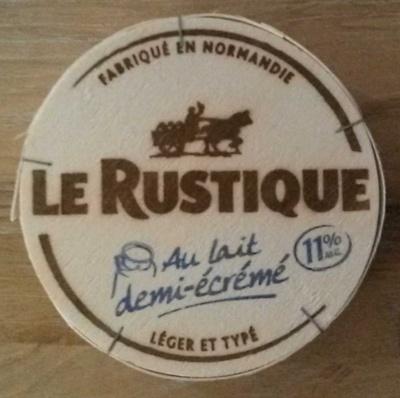 FABRIQUÉ EN NORMANDIE
LE RUSTIQUE
Au lait
11%
M.G.
demi-écrémé
LÉGER ET TYPÉ